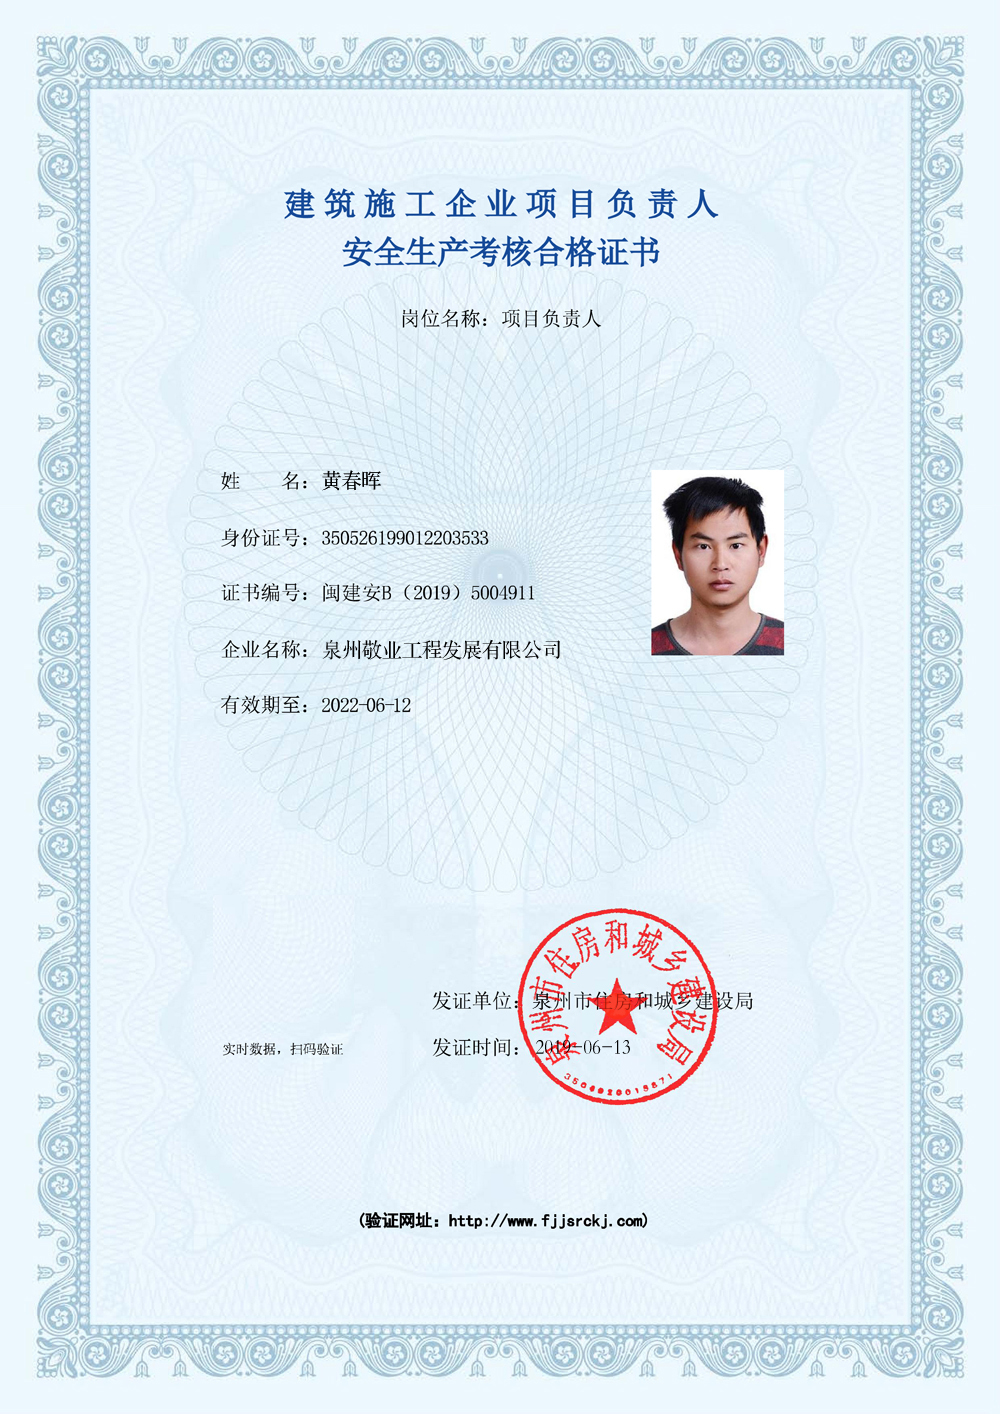 建筑施工企业项目负责人
安全生产考核合格证书
岗位名称：项目负责人
姓　　名：黄春晖
身份证号：350526199012203533
证书编号：闽建安B（2019）5004911
企业名称：泉州敬业工程发展有限公司
有效期至：2022-06-12
泉州市住房和城乡建设局
发证单位：泉州市住房和城乡建设局
实时数据，扫码验证
发证时间：2019-06-13
(验证网址：http://www.fjjsrckj.com)